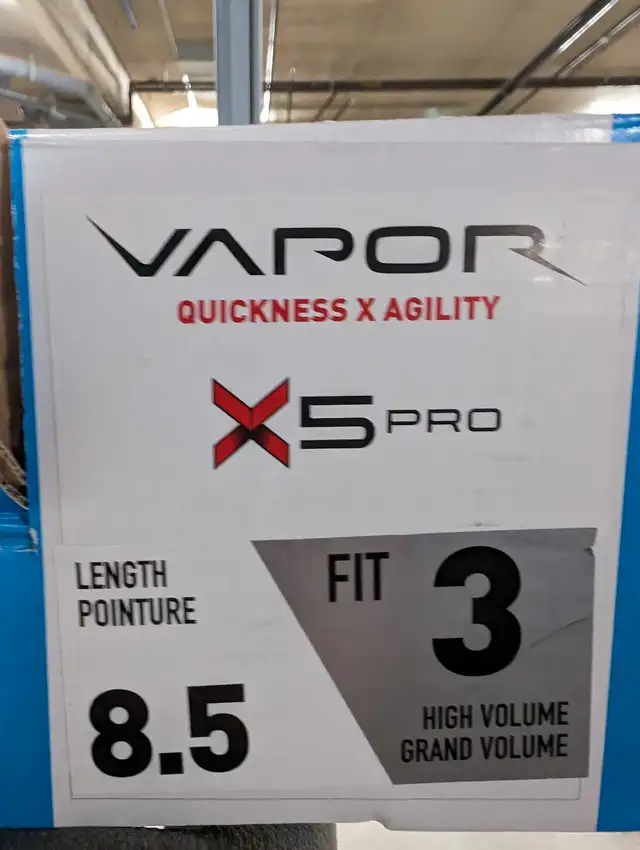 VAPOR
QUICKNESS X AGILITY
X5 PRO
LENGTH
POINTURE
8.5
FIT 3
HIGH VOLUME
GRAND VOLUME